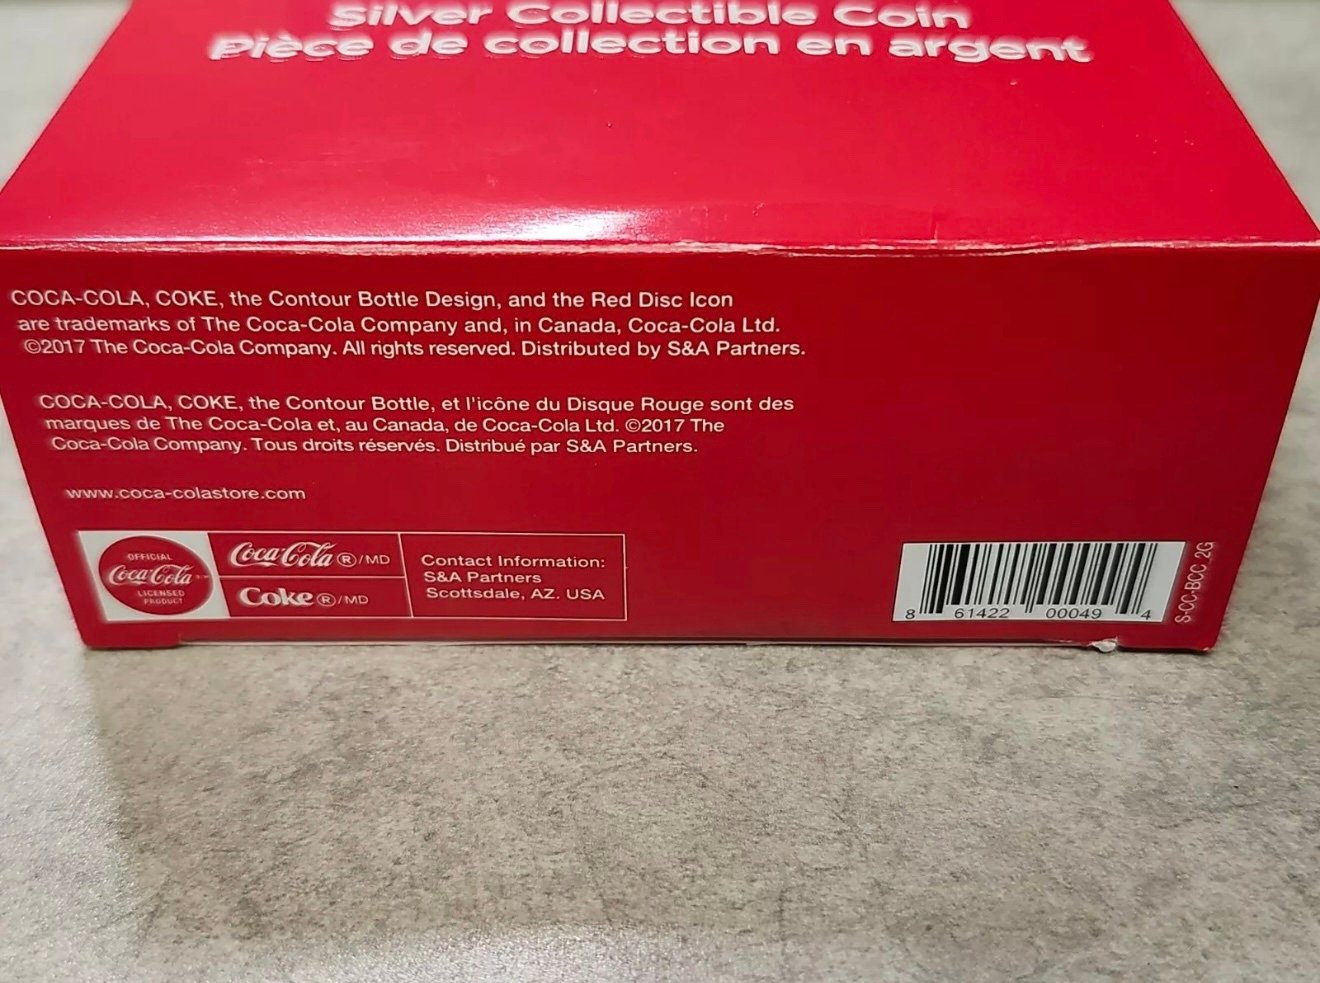 Silver Collectible Coin
Pièce de collection en argent
COCA-COLA, COKE, the Contour Bottle Design, and the Red Disc Icon
are trademarks of The Coca-Cola Company and, in Canada, Coca-Cola Ltd.
©2017 The Coca-Cola Company. All rights reserved. Distributed by S&A Partners.
COCA-COLA, COKE, the Contour Bottle, et l'icône du Disque Rouge sont des
marques de The Coca-Cola et, au Canada, de Coca-Cola Ltd. ©2017 The
Coca-Cola Company. Tous droits réservés. Distribué par S&A Partners.
www.coca-colastore.com
OFFICIAL
Coca-Cola
LICENSED
PRODUCT
Coca-Cola ®/MD
Coke ®/MD
Contact Information:
S&A Partners
Scottsdale, AZ. USA
8 61422 00049 4
S-CC-BCC_2G